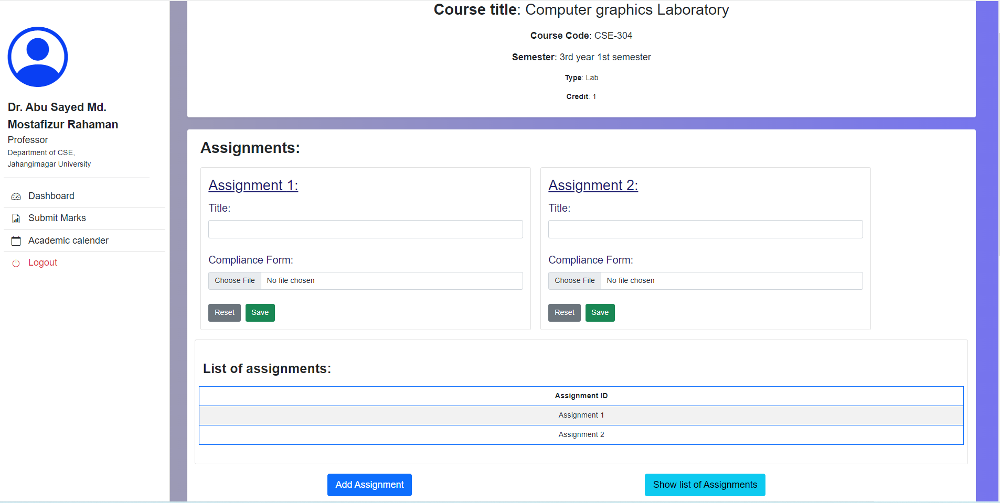 Dr. Abu Sayed Md.
Mostafizur Rahaman
Professor
Department of CSE,
Jahangirnagar University
Dashboard
Submit Marks
Academic calender
Logout
Course title: Computer graphics Laboratory
Course Code: CSE-304
Semester: 3rd year 1st semester
Type: Lab
Credit: 1
Assignments:
Assignment 1:
Title:
Compliance Form:
Choose File No file chosen
Reset Save
Assignment 2:
Title:
Compliance Form:
Choose File No file chosen
Reset Save
List of assignments:
Assignment ID
Assignment 1
Assignment 2
Add Assignment
Show list of Assignments